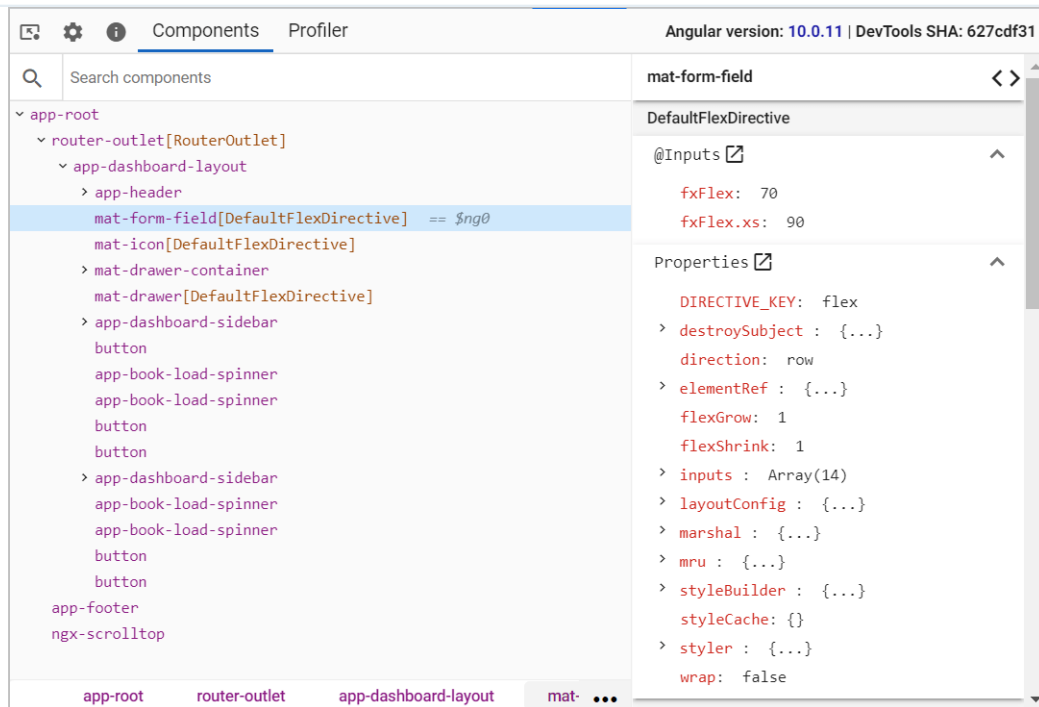 Components Profiler Angular version: 10.0.11 | DevTools SHA: 627cdf31
Search components
app-root
router-outlet[RouterOutlet]
app-dashboard-layout
app-header
mat-form-field[DefaultFlexDirective] == $ng0
mat-icon[DefaultFlexDirective]
mat-drawer-container
mat-drawer[DefaultFlexDirective]
app-dashboard-sidebar
button
app-book-load-spinner
app-book-load-spinner
button
button
app-dashboard-sidebar
app-book-load-spinner
app-book-load-spinner
button
button
app-footer
ngx-scrolltop
app-root router-outlet app-dashboard-layout mat-
mat-form-field
DefaultFlexDirective
@Inputs
fxFlex: 70
fxFlex.xs: 90
Properties
DIRECTIVE_KEY: flex
destroySubject : {...}
direction: row
elementRef : {...}
flexGrow: 1
flexShrink: 1
inputs : Array(14)
layoutConfig : {...}
marshal : {...}
mru : {...}
styleBuilder : {...}
styleCache: {}
styler : {...}
wrap: false